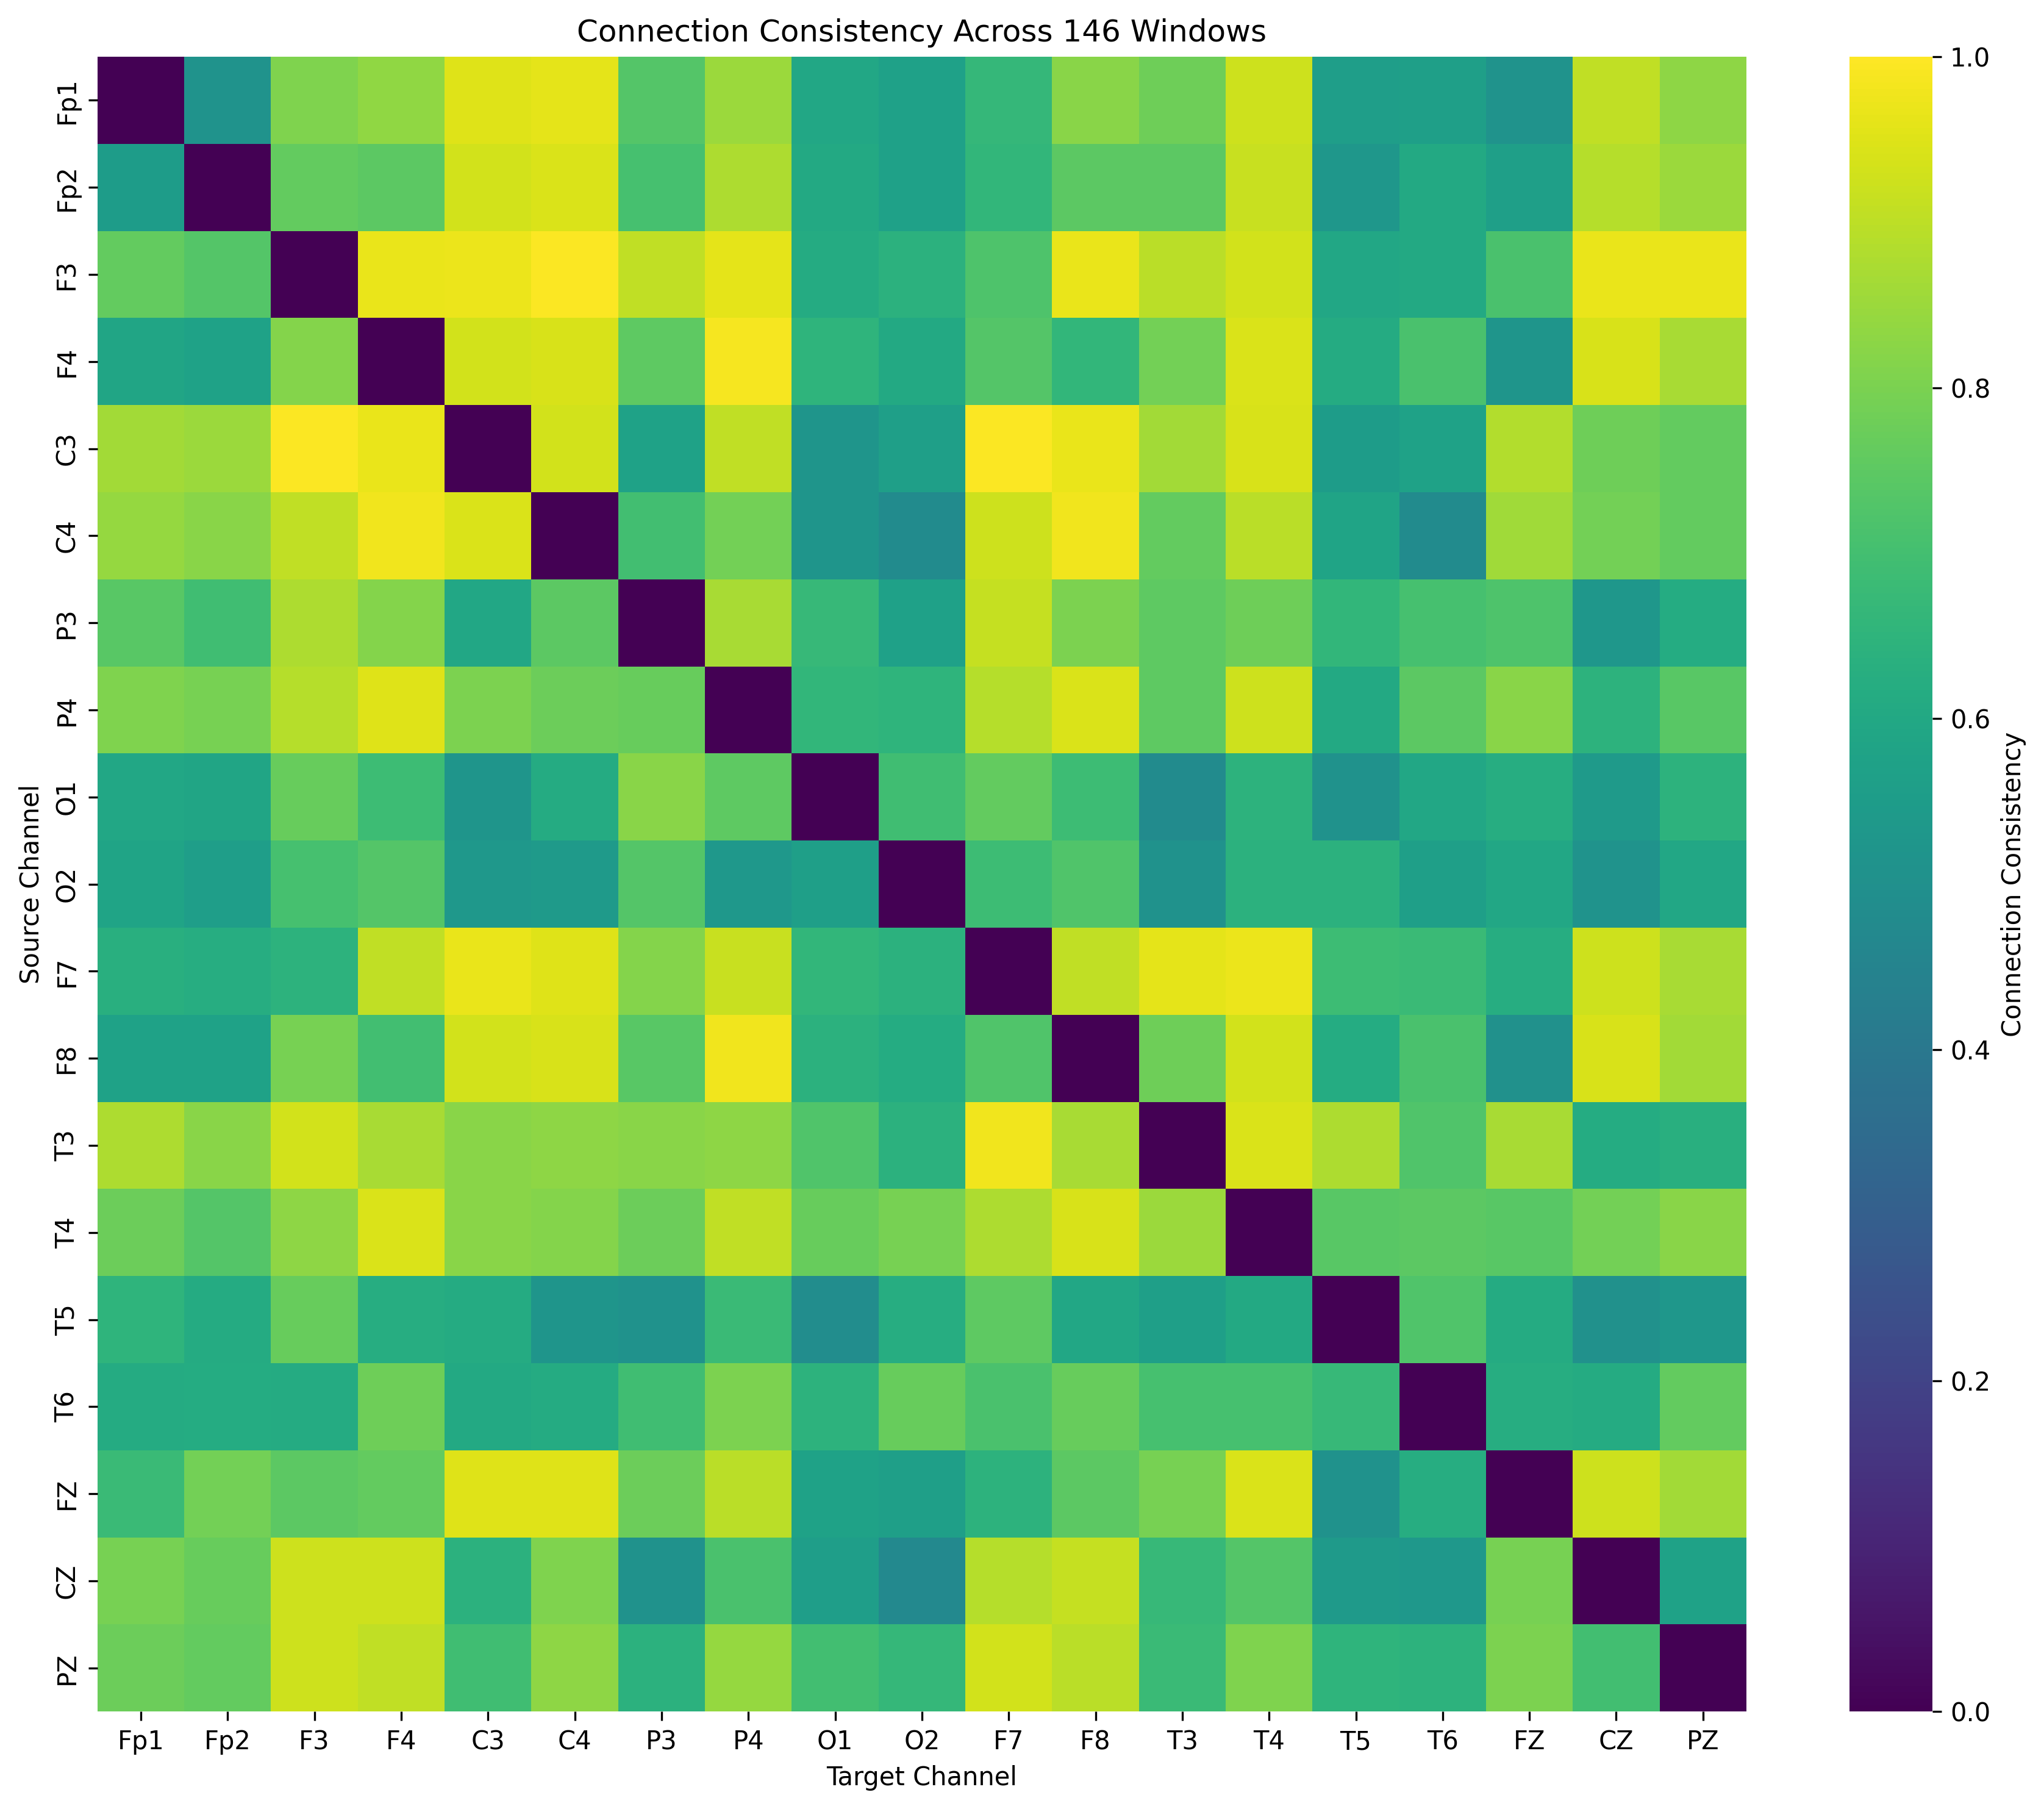 Connection Consistency Across 146 Windows
Fp1
Fp2
F3
F4
C3
C4
P3
P4
O1
O2
F7
F8
T3
T4
T5
T6
FZ
CZ
PZ
Source Channel
Fp1 Fp2 F3 F4 C3 C4 P3 P4 O1 O2 F7 F8 T3 T4 T5 T6 FZ CZ PZ
Target Channel
1.0
0.8
0.6
0.4
0.2
0.0
Connection Consistency